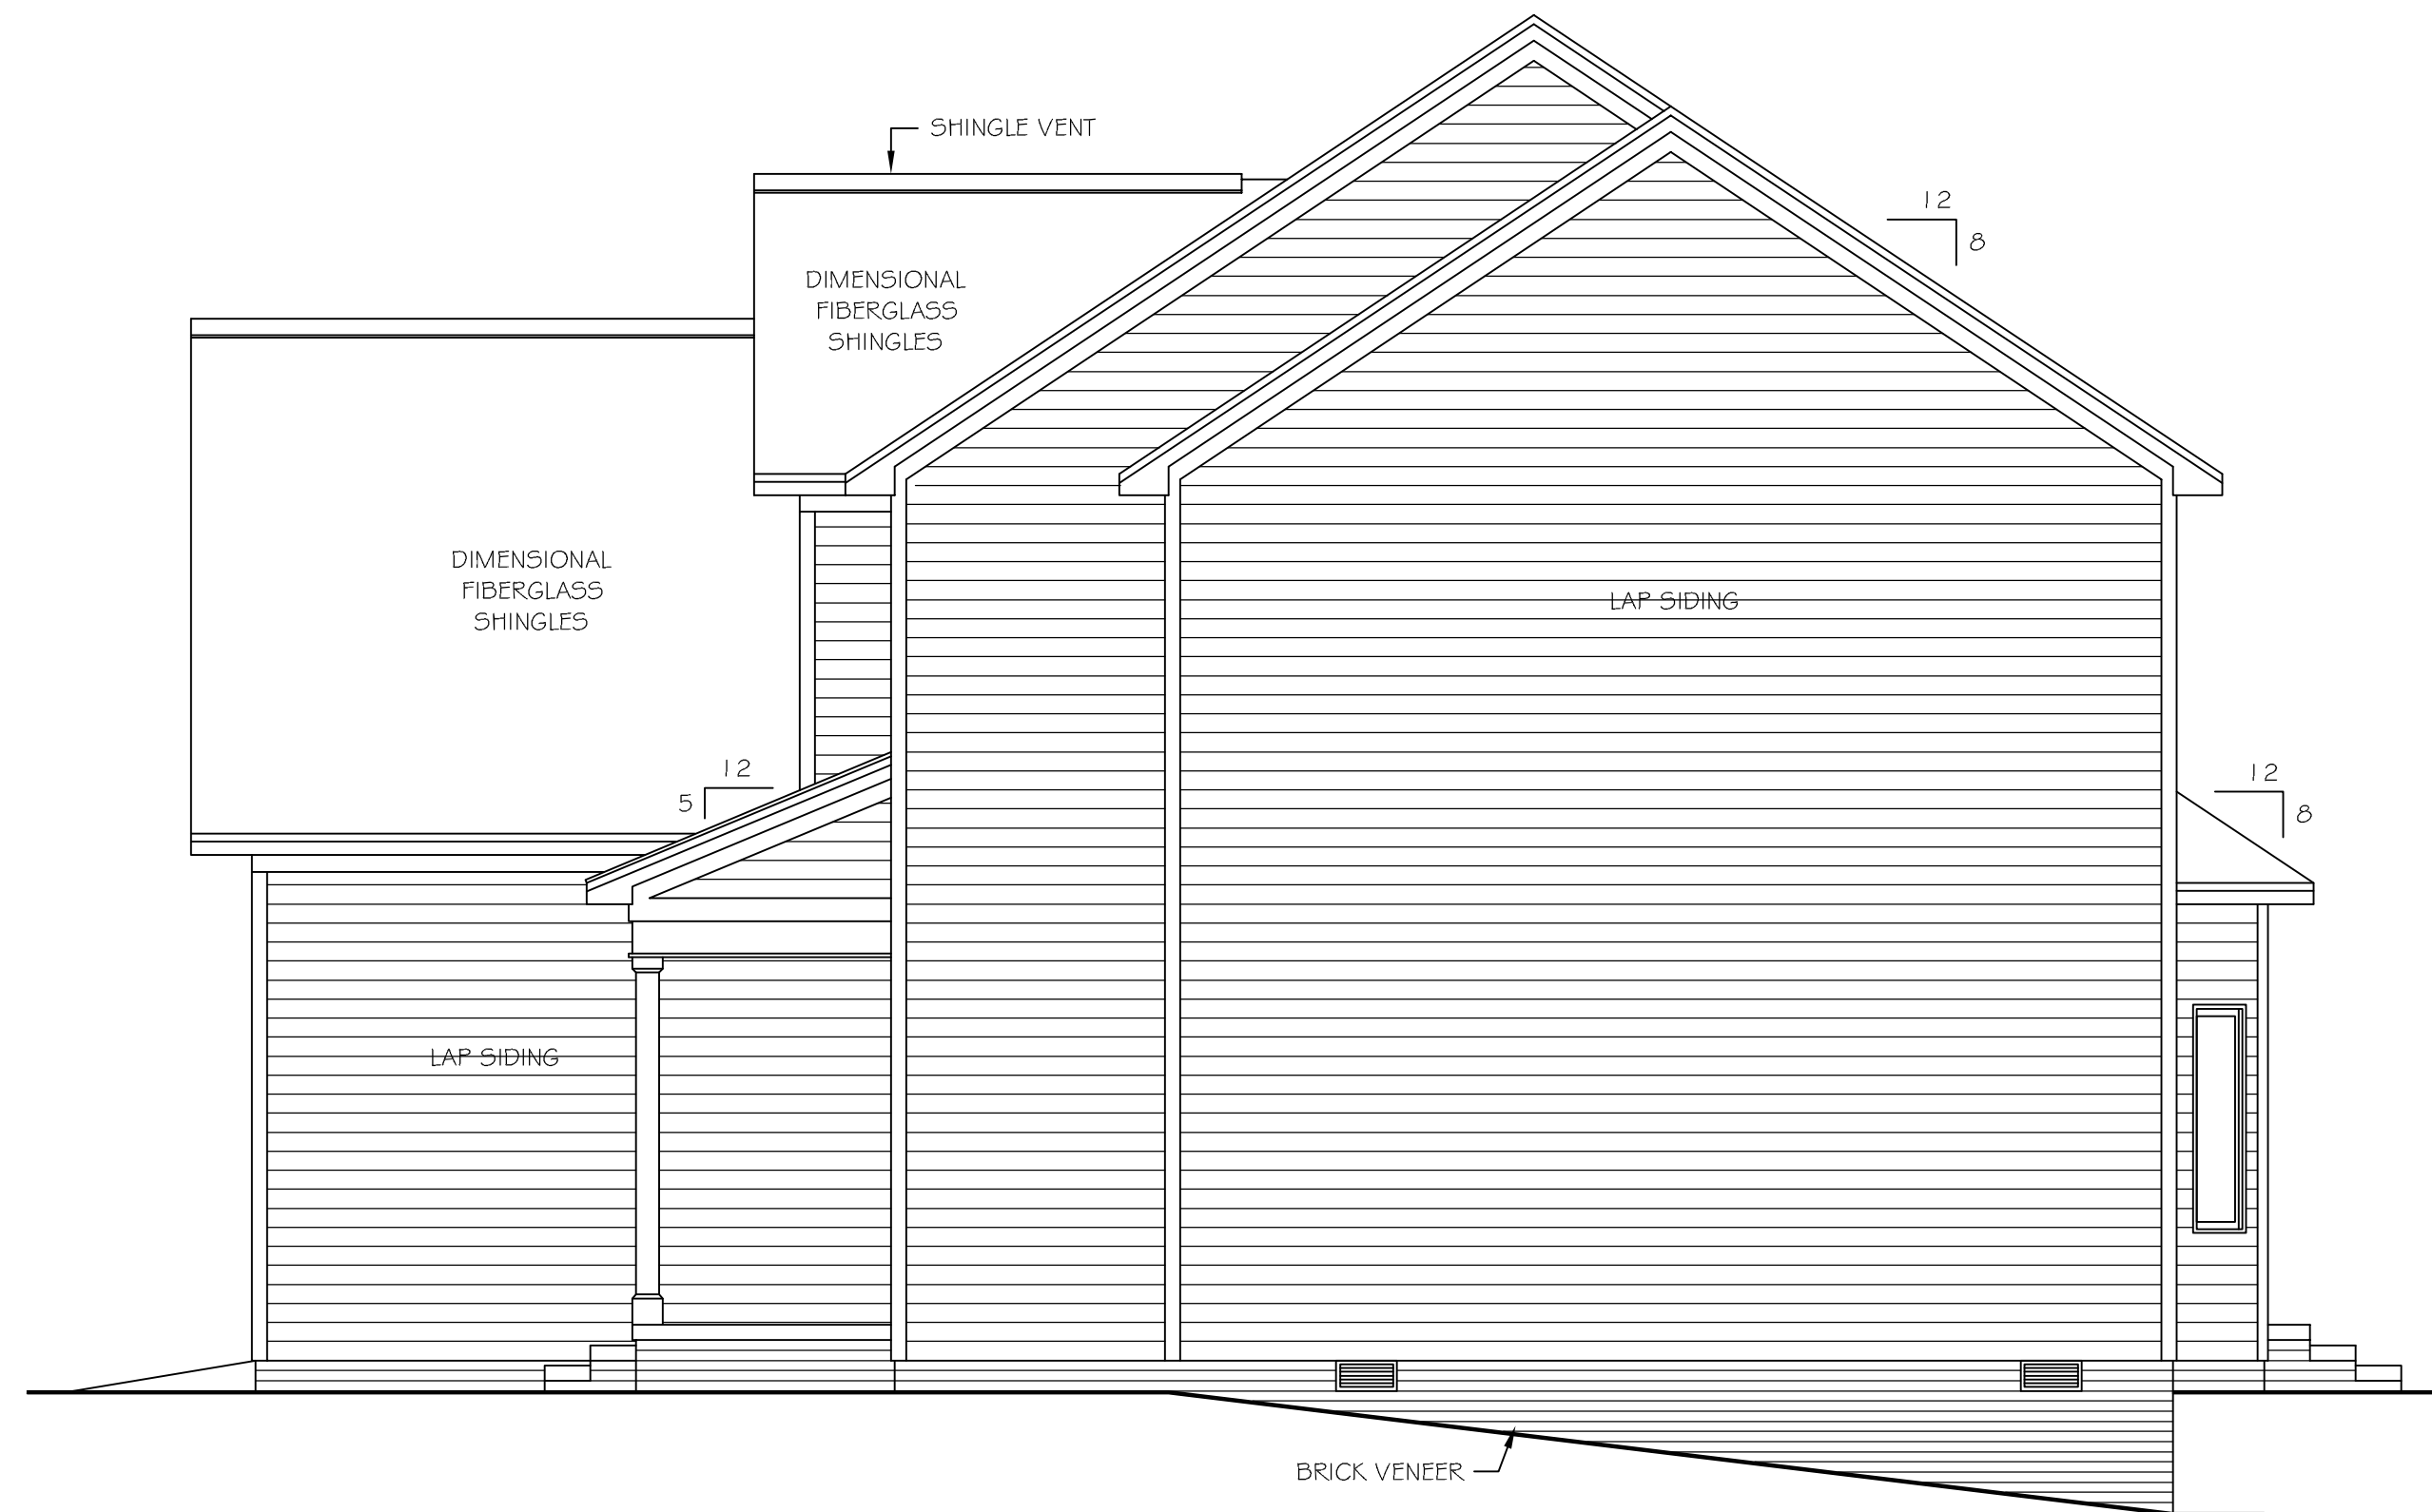 SHINGLE VENT
12
8
DIMENSIONAL
FIBERGLASS
SHINGLES
DIMENSIONAL
FIBERGLASS
SHINGLES
LAP SIDING
12
5
12
8
LAP SIDING
BRICK VENEER